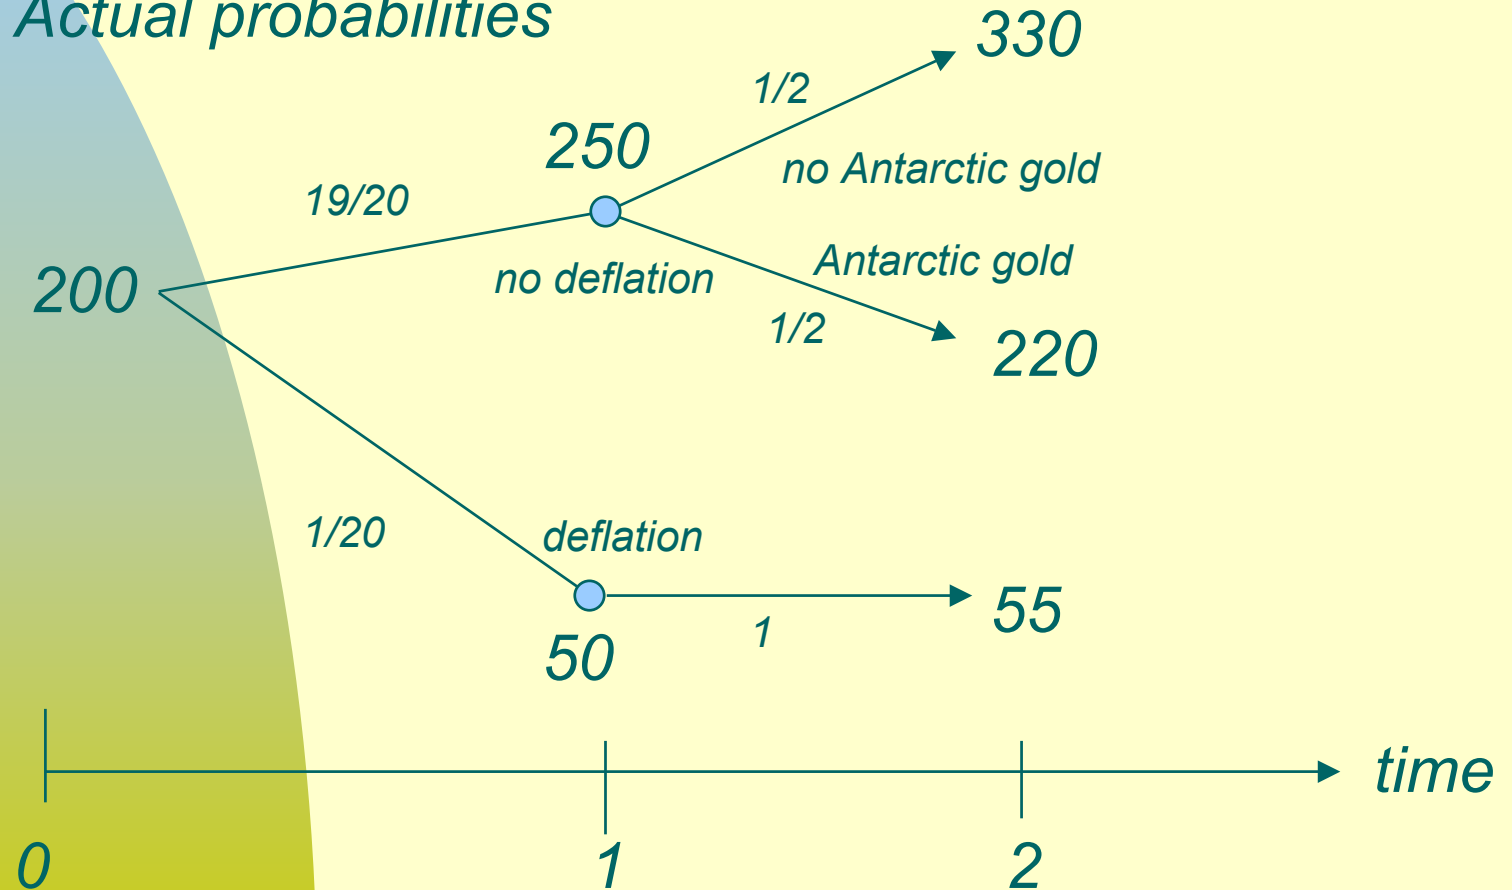 Actual probabilities
330
1/2
250
no Antarctic gold
19/20
Antarctic gold
200
no deflation
1/2
220
1/20
deflation
55
1
50
time
0
1
2